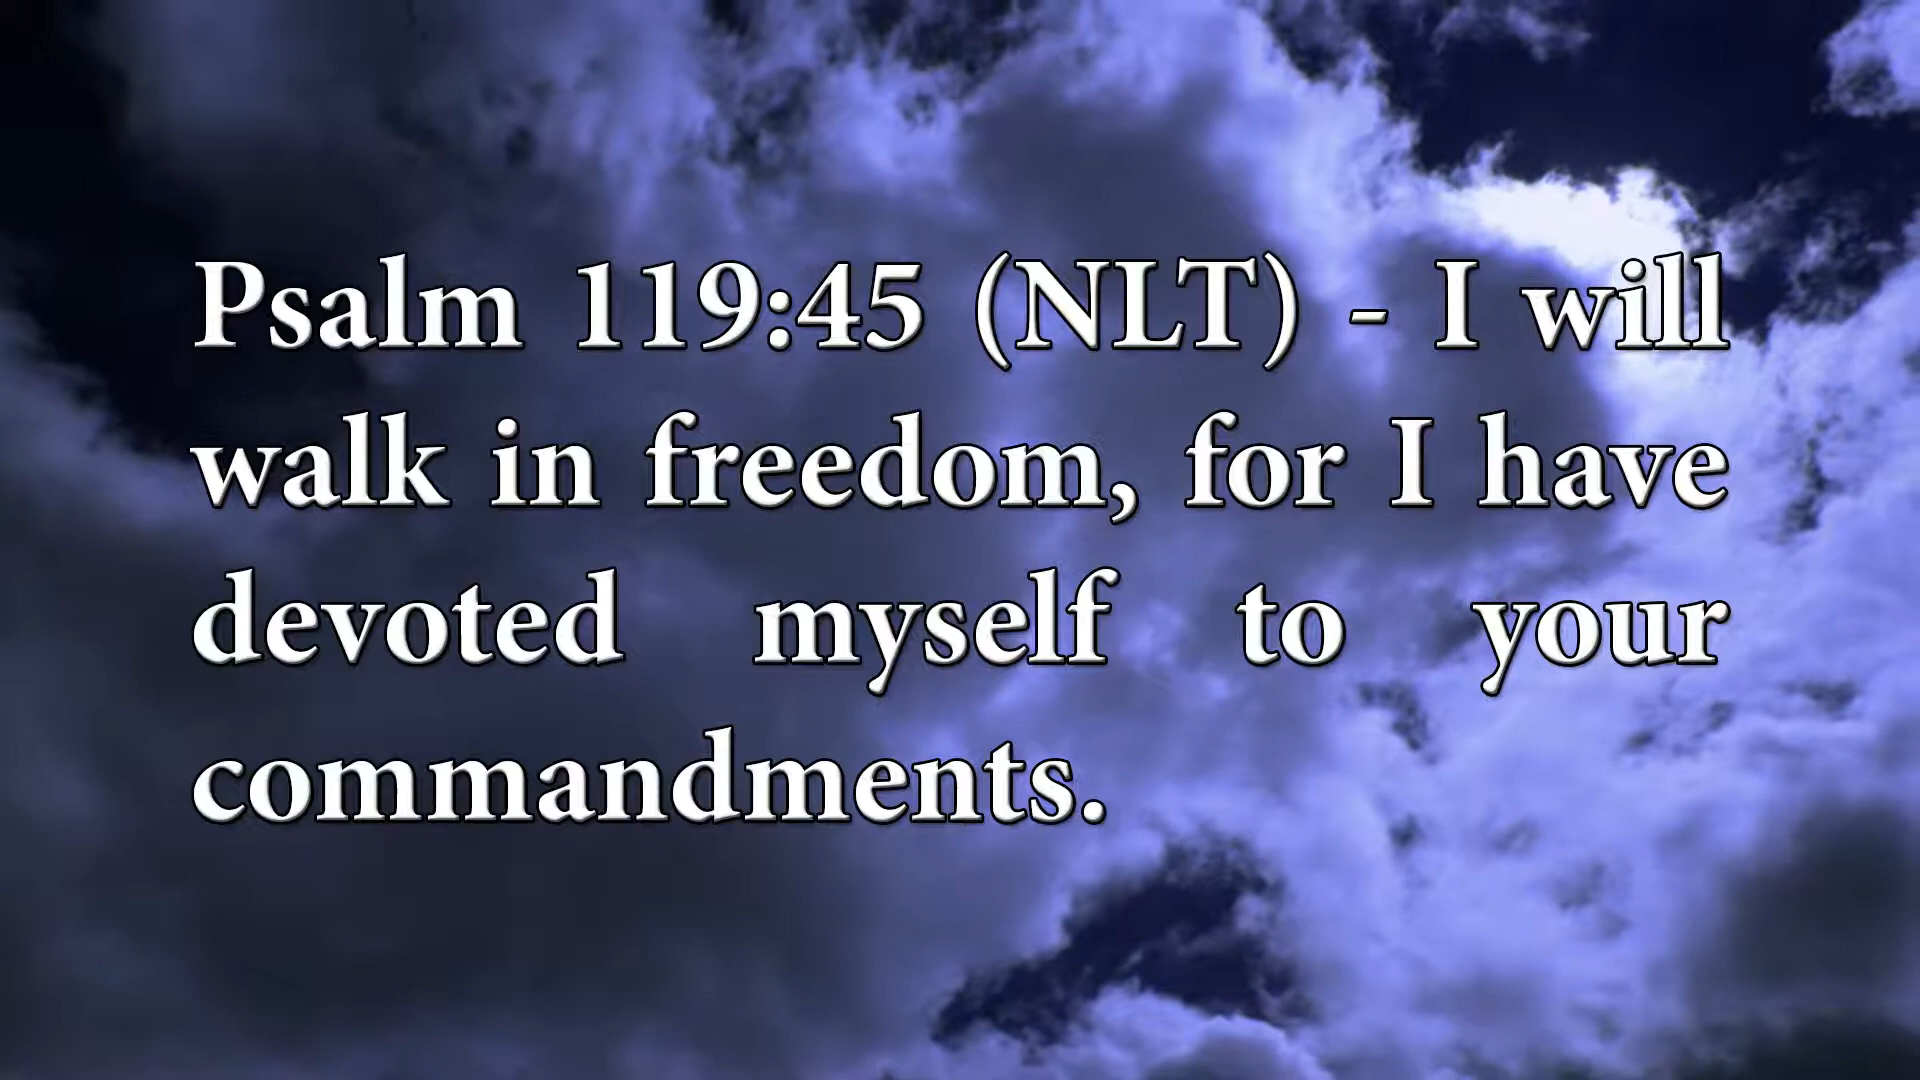 Psalm 119:45 (NLT) - I will
walk in freedom, for I have
devoted myself to your
commandments.